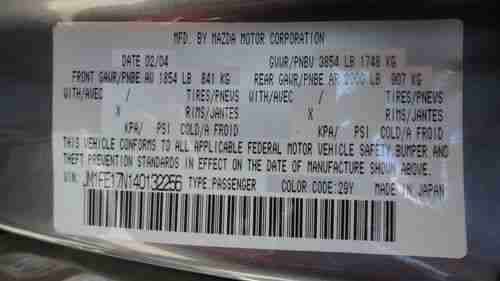 MFD. BY MAZDA MOTOR CORPORATION
DATE 02/04 GVWR/PNBV 3854 LB 1748 KG
FRONT GAWR/PNBE AV 1854 LB 841 KG REAR GAWR/PNBE AR 2000 LB 907 KG
WITH/AVEC / TIRES/PNEVS WITH/AVEC / TIRES/PNEVS
X RIMS/JANTES X RIMS/JANTES
KPA/ PSI COLD/A FROID KPA/ PSI COLD/A FROID
THIS VEHICLE CONFORMS TO ALL APPLICABLE FEDERAL MOTOR VEHICLE SAFETY BUMPER,AND
THEFT PREVENTION STANDARDS IN EFFECT ON THE DATE OF MANUFACTURE SHOWN ABOVE.
VIN: JM1FE17N140132256 TYPE:PASSENGER COLOR CODE:29Y MADE IN JAPAN